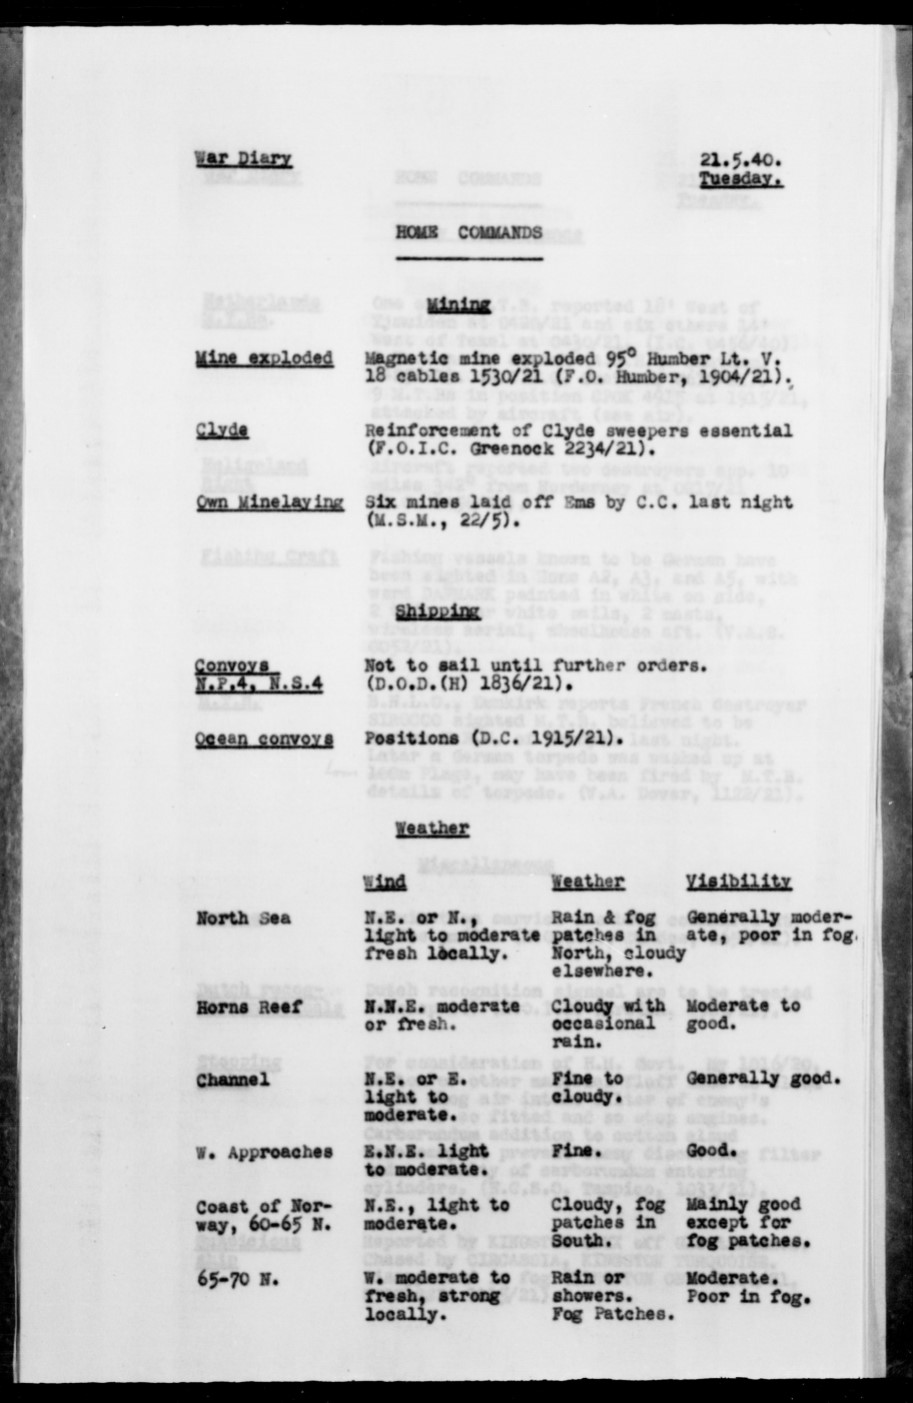 War Diary 21.5.40.
Tuesday.
HOME COMMANDS
Mining
Mine exploded Magnetic mine exploded 95° Humber Lt. V.
18 cables 1530/21 (F.O. Humber, 1904/21).
Clyde Reinforcement of Clyde sweepers essential
(F.O.I.C. Greenock 2234/21).
Own Minelaying Six mines laid off Ems by C.C. last night
(M.S.M., 22/5).
Shipping
Convoys Not to sail until further orders.
N.P.4, N.S.4 (D.O.D.(H) 1836/21).
Ocean convoys Positions (D.C. 1915/21).
Weather
Wind Weather Visibility
North Sea N.E. or N., Rain & fog Generally moder-
light to moderate patches in ate, poor in fog.
fresh locally. North, cloudy
elsewhere.
Horns Reef N.N.E. moderate Cloudy with Moderate to
or fresh. occasional good.
rain.
Channel N.E. or E. Fine to Generally good.
light to cloudy.
moderate.
W. Approaches E.N.E. light Fine. Good.
to moderate.
Coast of Nor- N.E., light to Cloudy, fog Mainly good
way, 60-65 N. moderate. patches in except for
South. fog patches.
65-70 N. W. moderate to Rain or Moderate.
fresh, strong showers. Poor in fog.
locally. Fog Patches.